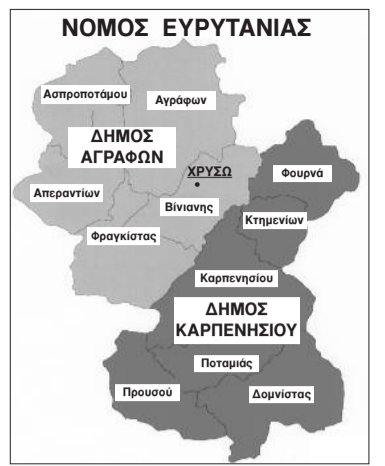 ΝΟΜΟΣ ΕΥΡΥΤΑΝΙΑΣ
Ασπροποτάμου
Αγράφων
ΔΗΜΟΣ
ΑΓΡΑΦΩΝ
ΧΡΥΣΩ
Φουρνά
Απεραντίων
Βίνιανης
Κτημενίων
Φραγκίστας
Καρπενησίου
ΔΗΜΟΣ
ΚΑΡΠΕΝΗΣΙΟΥ
Ποταμιάς
Προυσού
Δομνίστας